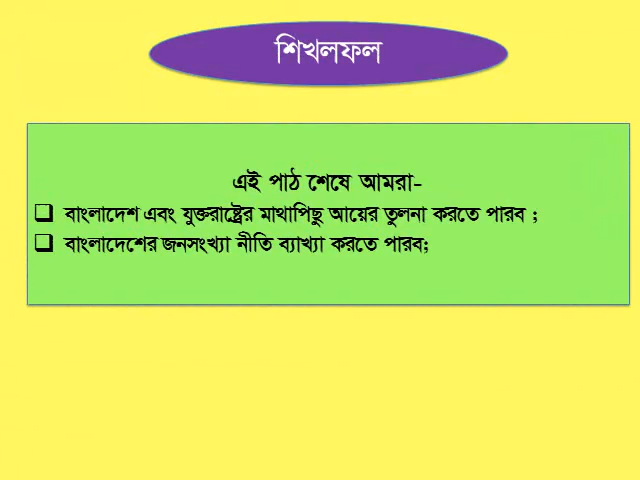 শিখলফল
এই পাঠ শেষে আমরা-
❑ বাংলাদেশ এবং যুক্তরাষ্ট্রের মাথাপিছু আয়ের তুলনা করতে পারব ;
❑ বাংলাদেশের জনসংখ্যা নীতি ব্যাখ্যা করতে পারব;